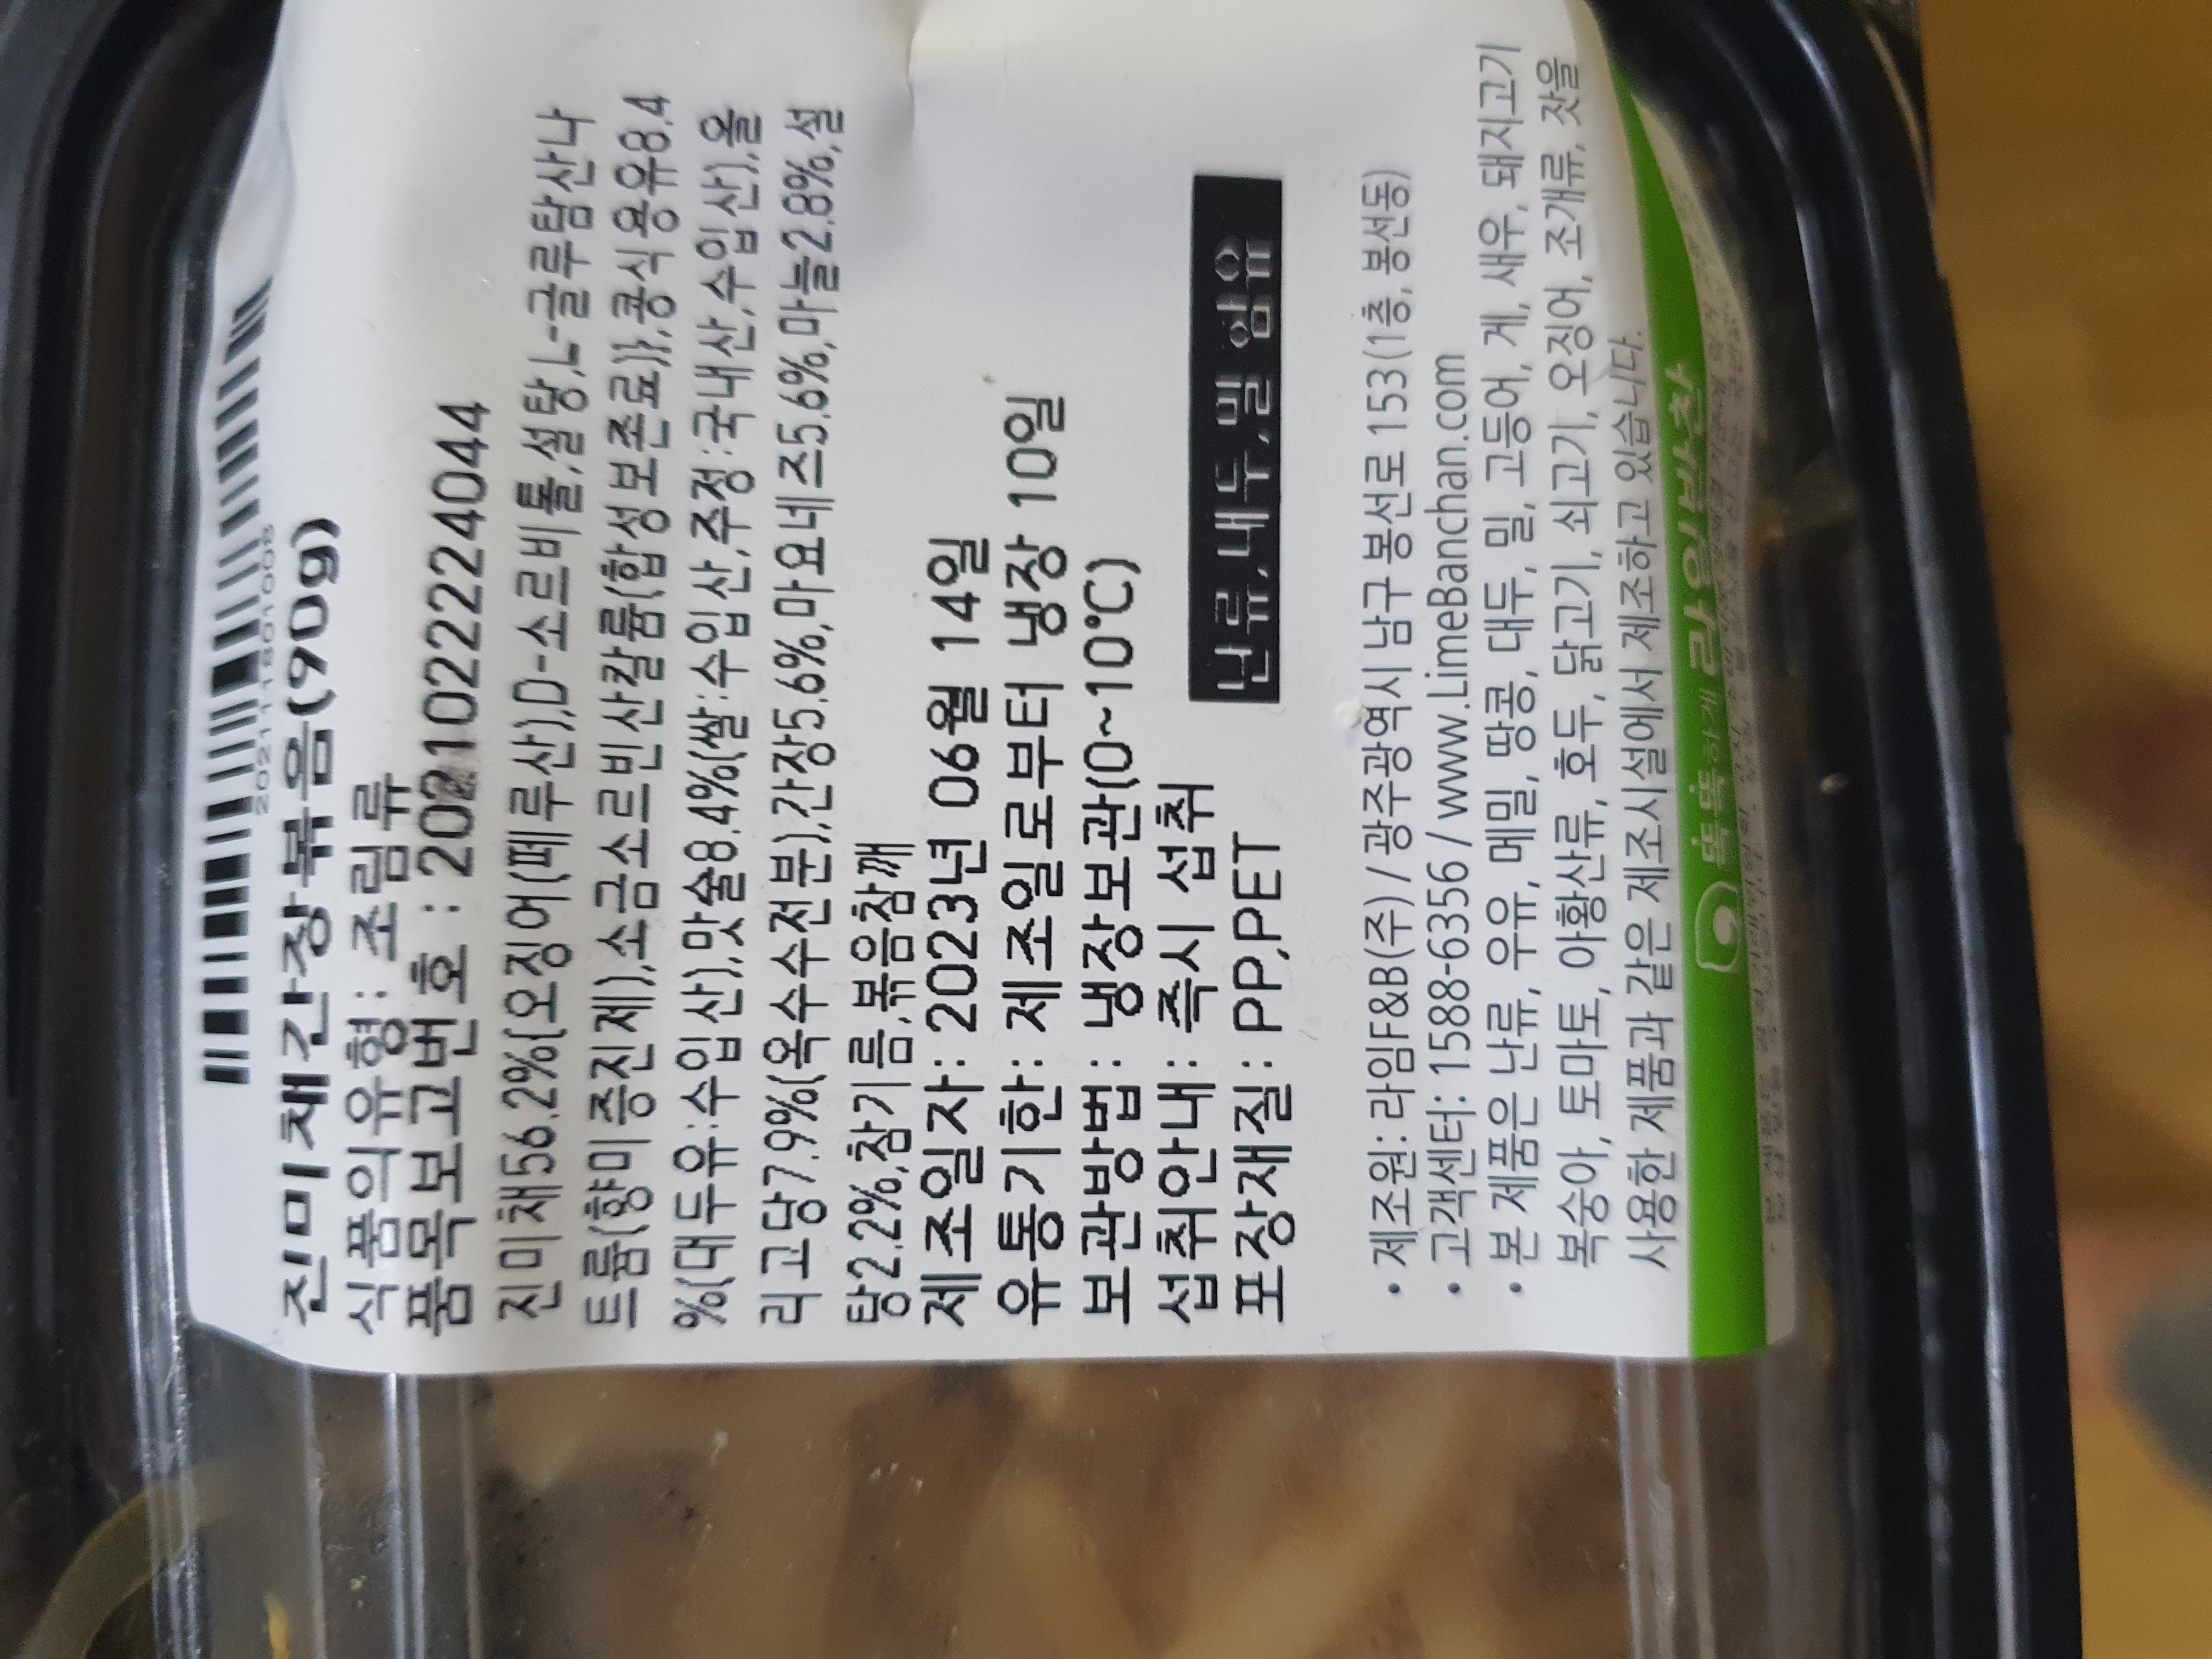 202111801008
진미채간장볶음(90g)
식품의유형: 조림류
품목보고번호 : 20210222224044
진미채56.2%{오징어(페루산),D-소르비톨,설탕,L-글루탐산나
트륨(향미증진제),소금소르빈산칼륨(합성보존료)},콩식용유8.4
%(대두유:수입산),맛술8.4%(쌀:수입산,주정:국내산,수입산),올
리고당7.9%(옥수수전분),간장5.6%,마요네즈5.6%,마늘2.8%,설
탕2.2%,참기름,볶음참깨
제조일자: 2023년 06월 14일
유통기한: 제조일로부터 냉장 10일
보관방법: 냉장보관(0~10℃)
섭취안내: 즉시 섭취
포장재질: PP,PET
난류,대두,밀 함유
• 제조원: 라임F&B(주) / 광주광역시 남구 봉선로 153(1층, 봉선동)
• 고객센터: 1588-6356 / www.LimeBanchan.com
• 본 제품은 난류, 우유, 메밀, 땅콩, 대두, 밀, 고등어, 게, 새우, 돼지고기
복숭아, 토마토, 아황산류, 호두, 닭고기, 쇠고기, 오징어, 조개류, 잣을
사용한 제품과 같은 제조시설에서 제조하고 있습니다.
똑똑하게 라임반찬